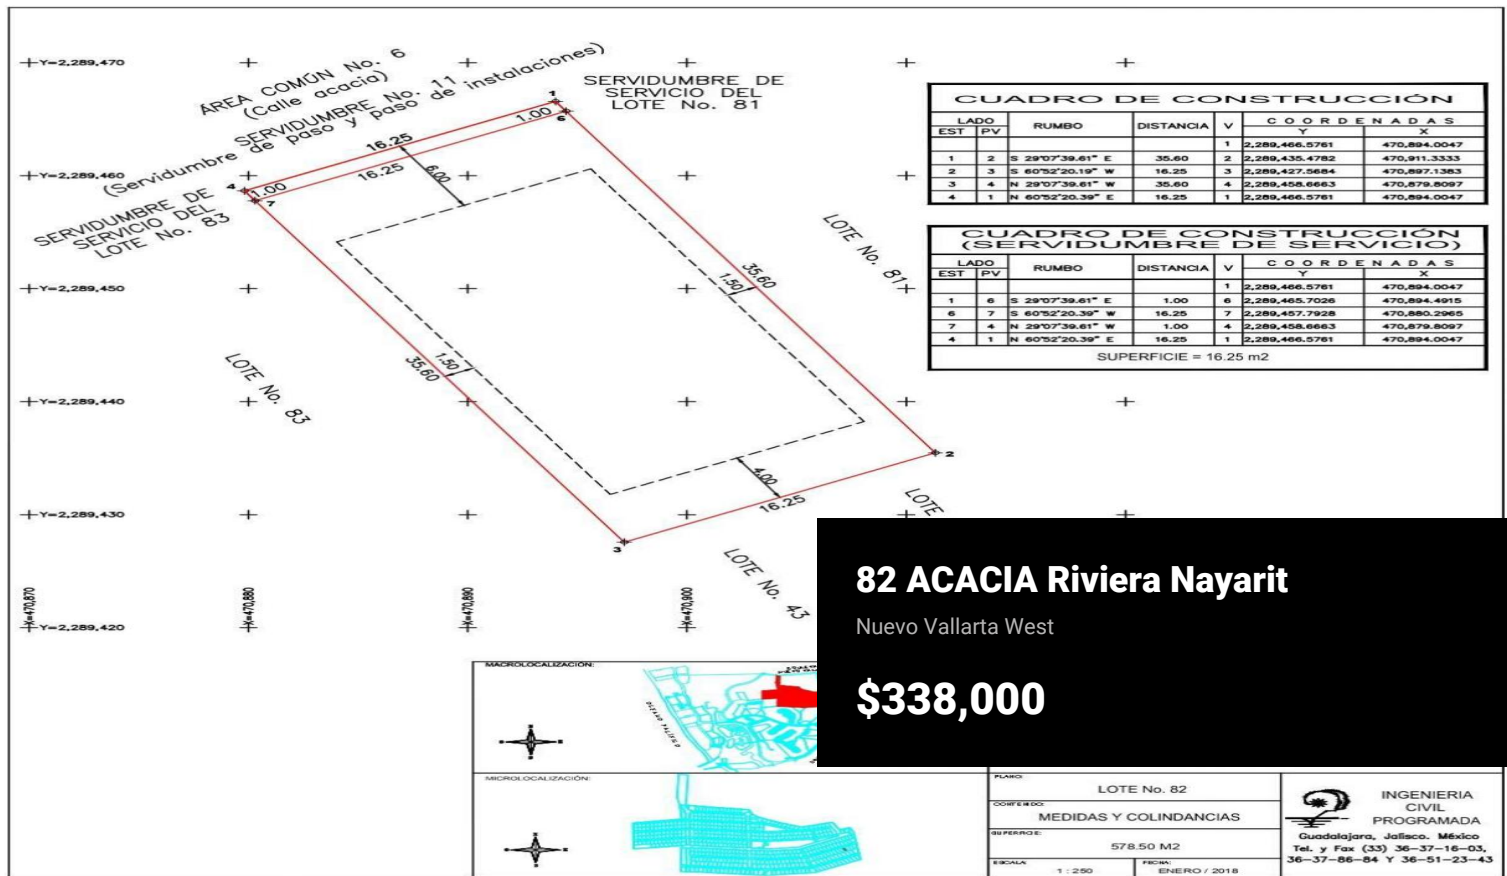 Y=2,289,470
ÁREA COMÚN No. 6
(Calle acacia)
SERVIDUMBRE No. 11
(Servidumbre de paso y paso de instalaciones)
SERVIDUMBRE DE
SERVICIO DEL
LOTE No. 81
1
6
1.00
16.25
16.25
6.00
Y=2,289,460
4
1.00
7
SERVIDUMBRE DE
SERVICIO DEL
LOTE No. 83
LOTE No. 81
35.60
1.50
Y=2,289,450
1.50
35.60
LOTE No. 83
Y=2,289,440
2
4.00
16.25
LOTE
Y=2,289,430
3
LOTE No. 43
X=470,870
X=470,880
X=470,890
X=470,900
Y=2,289,420
CUADRO DE CONSTRUCCIÓN
LADO RUMBO DISTANCIA V COORDENADAS
EST PV Y X
1 2,289,466.5761 470,894.0047
1 2 S 29°07'39.61" E 35.60 2 2,289,435.4782 470,911.3333
2 3 S 60°52'20.19" W 16.25 3 2,289,427.5684 470,897.1383
3 4 N 29°07'39.61" W 35.60 4 2,289,458.6663 470,879.8097
4 1 N 60°52'20.39" E 16.25 1 2,289,466.5761 470,894.0047
CUADRO DE CONSTRUCCIÓN
(SERVIDUMBRE DE SERVICIO)
LADO RUMBO DISTANCIA V COORDENADAS
EST PV Y X
1 2,289,466.5761 470,894.0047
1 6 S 29°07'39.61" E 1.00 6 2,289,465.7026 470,894.4915
6 7 S 60°52'20.39" W 16.25 7 2,289,457.7928 470,880.2965
7 4 N 29°07'39.61" W 1.00 4 2,289,458.6663 470,879.8097
4 1 N 60°52'20.39" E 16.25 1 2,289,466.5761 470,894.0047
SUPERFICIE = 16.25 m2
82 ACACIA Riviera Nayarit
Nuevo Vallarta West
$338,000
MACROLOCALIZACIÓN:
OCEANO PACIFICO
MICROLOCALIZACIÓN:
PLANO:
LOTE No. 82
CONTENIDO:
MEDIDAS Y COLINDANCIAS
SUPERFICIE:
578.50 M2
ESCALA:
1 : 250
FECHA:
ENERO / 2018
INGENIERIA
CIVIL
PROGRAMADA
Guadalajara, Jalisco. México
Tel. y Fax (33) 36-37-16-03,
36-37-86-84 Y 36-51-23-43